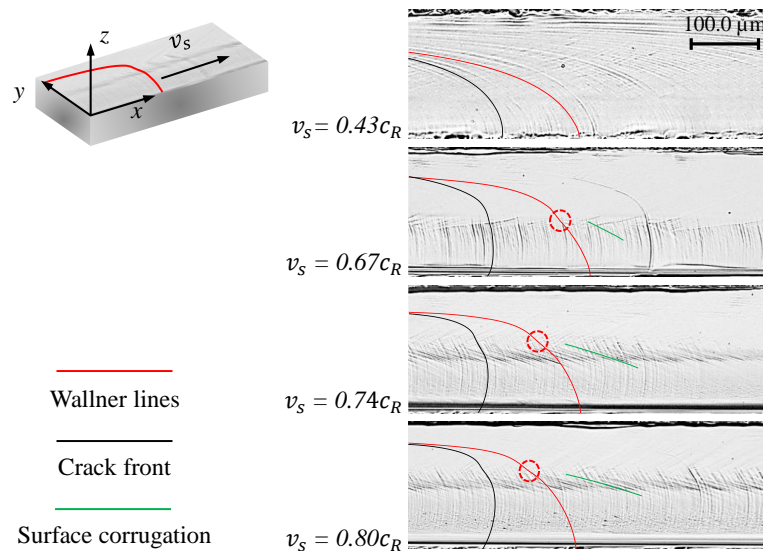 z
v_s
y
x
100.0 µm
v_s = 0.43c_R
v_s = 0.67c_R
v_s = 0.74c_R
v_s = 0.80c_R
Wallner lines
Crack front
Surface corrugation